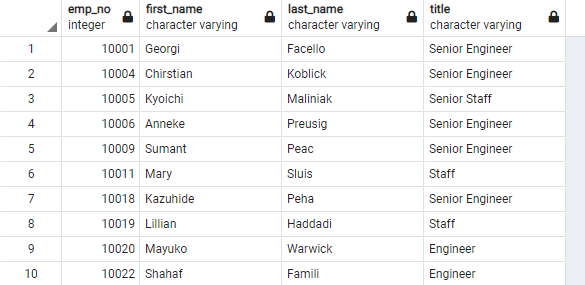 emp_no first_name last_name title
integer character varying character varying character varying
1 10001 Georgi Facello Senior Engineer
2 10004 Chirstian Koblick Senior Engineer
3 10005 Kyoichi Maliniak Senior Staff
4 10006 Anneke Preusig Senior Engineer
5 10009 Sumant Peac Senior Engineer
6 10011 Mary Sluis Staff
7 10018 Kazuhide Peha Senior Engineer
8 10019 Lillian Haddadi Staff
9 10020 Mayuko Warwick Engineer
10 10022 Shahaf Famili Engineer